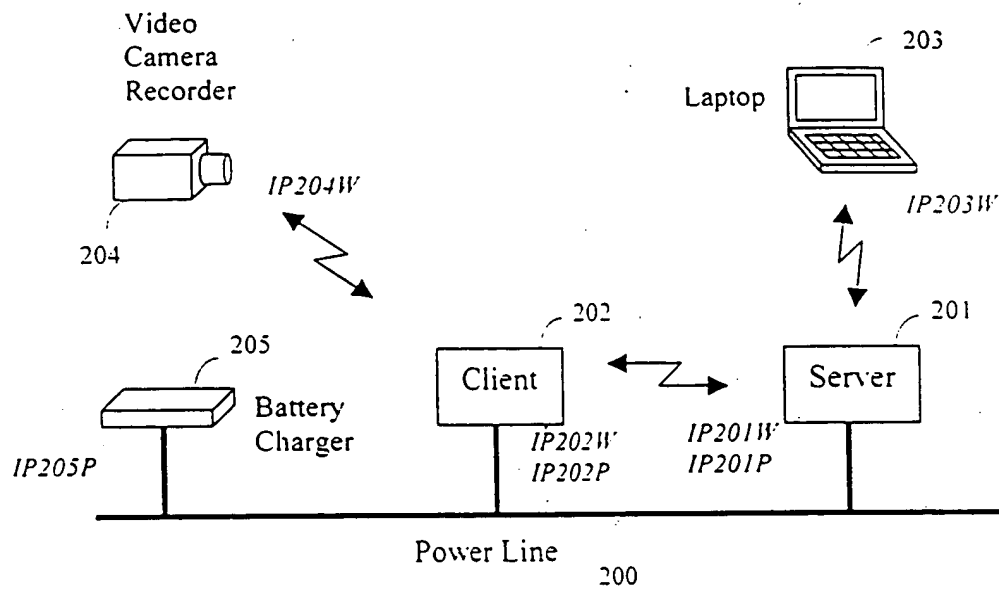 Video
Camera
Recorder
203
Laptop
IP204W
IP203W
204
202
201
205
Client
Server
Battery
Charger
IP202W
IP202P
IP201W
IP201P
IP205P
Power Line
200